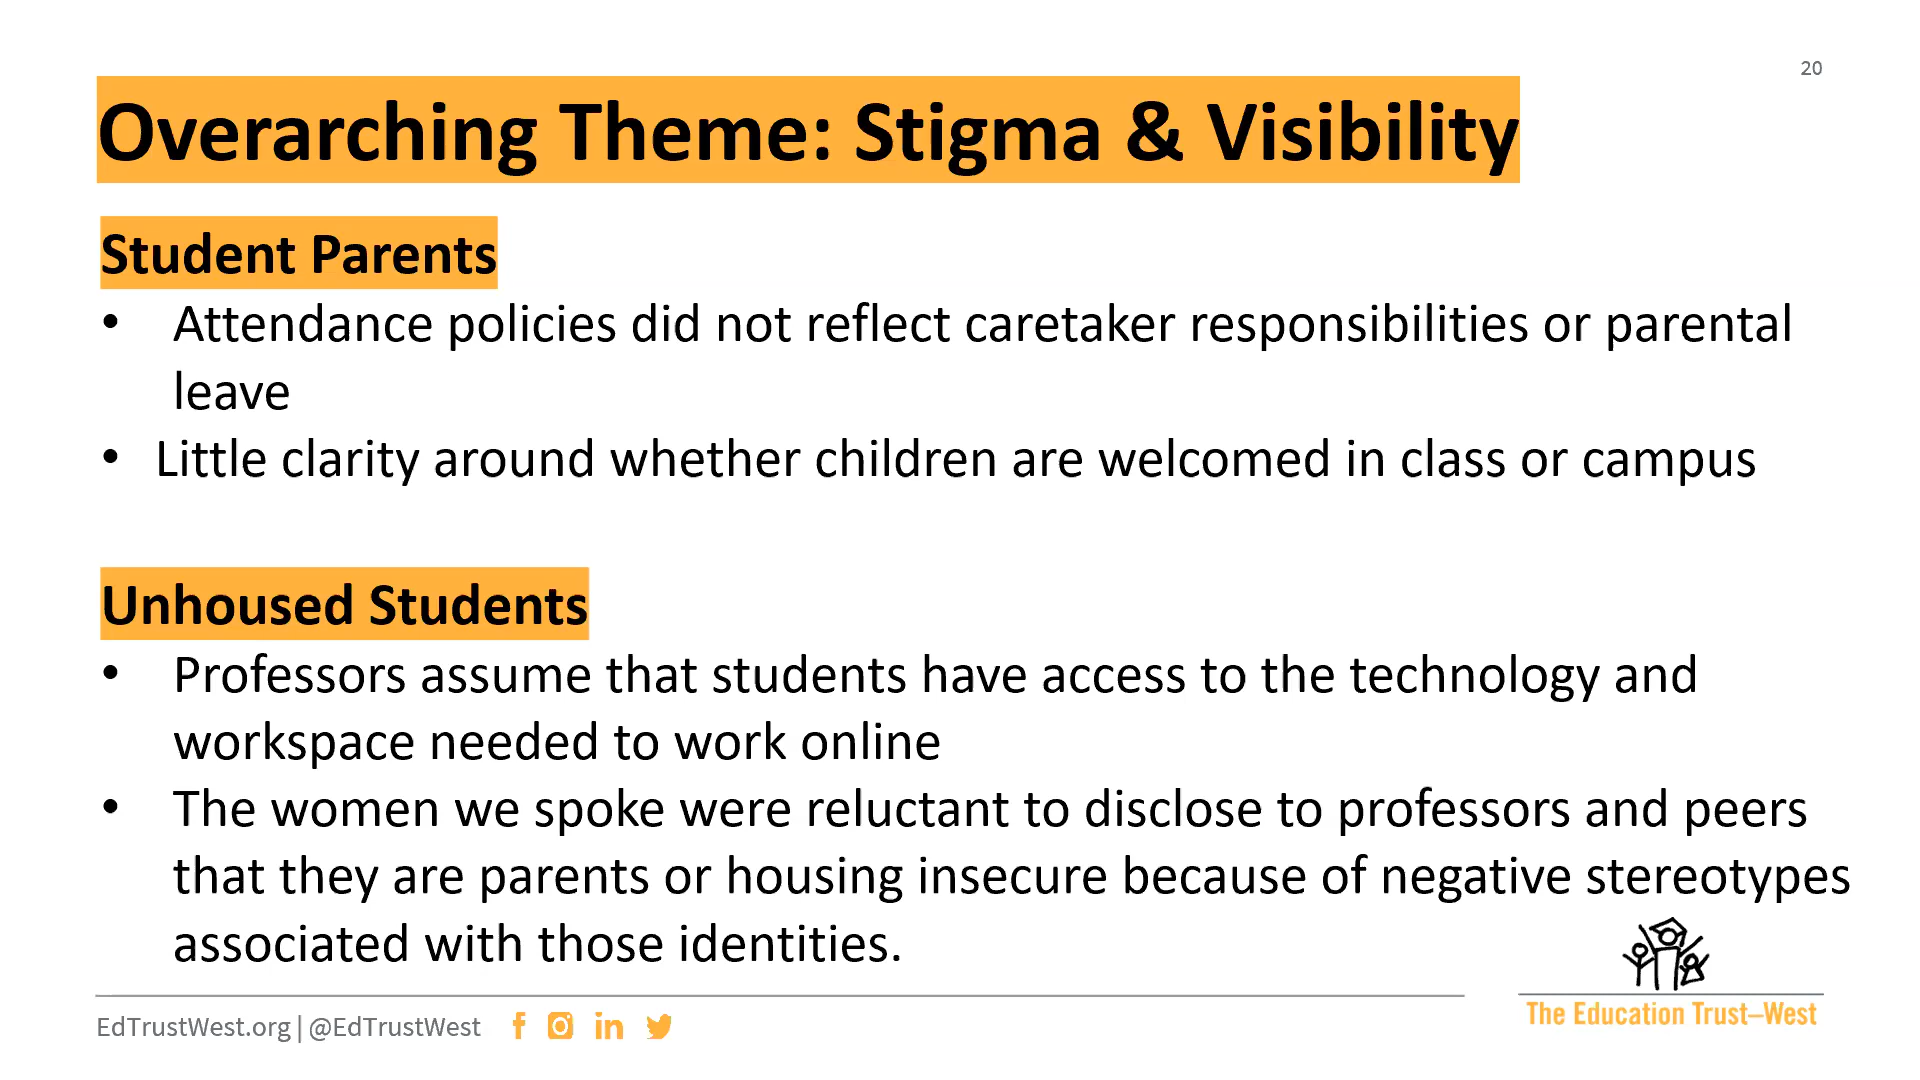 20
Overarching Theme: Stigma & Visibility
Student Parents
• Attendance policies did not reflect caretaker responsibilities or parental
leave
• Little clarity around whether children are welcomed in class or campus
Unhoused Students
• Professors assume that students have access to the technology and
workspace needed to work online
• The women we spoke were reluctant to disclose to professors and peers
that they are parents or housing insecure because of negative stereotypes
associated with those identities.
EdTrustWest.org | @EdTrustWest
The Education Trust–West